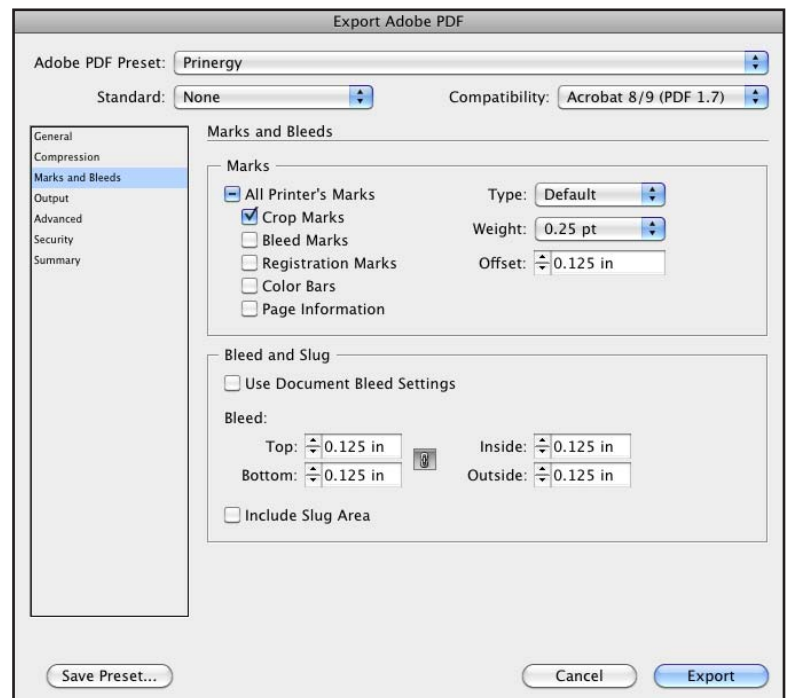 Export Adobe PDF
Adobe PDF Preset: Prinergy
Standard: None Compatibility: Acrobat 8/9 (PDF 1.7)
General
Compression
Marks and Bleeds
Output
Advanced
Security
Summary
Marks and Bleeds
Marks
All Printer's Marks
Crop Marks
Bleed Marks
Registration Marks
Color Bars
Page Information
Type: Default
Weight: 0.25 pt
Offset: 0.125 in
Bleed and Slug
Use Document Bleed Settings
Bleed:
Top: 0.125 in Inside: 0.125 in
Bottom: 0.125 in Outside: 0.125 in
Include Slug Area
Save Preset... Cancel Export